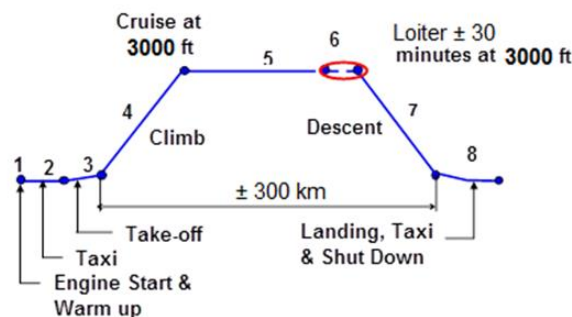 Cruise at
3000 ft
Loiter ± 30
minutes at 3000 ft
6
5
4
Climb
Descent
7
1 2 3
8
± 300 km
Take-off
Taxi
Engine Start &
Warm up
Landing, Taxi
& Shut Down